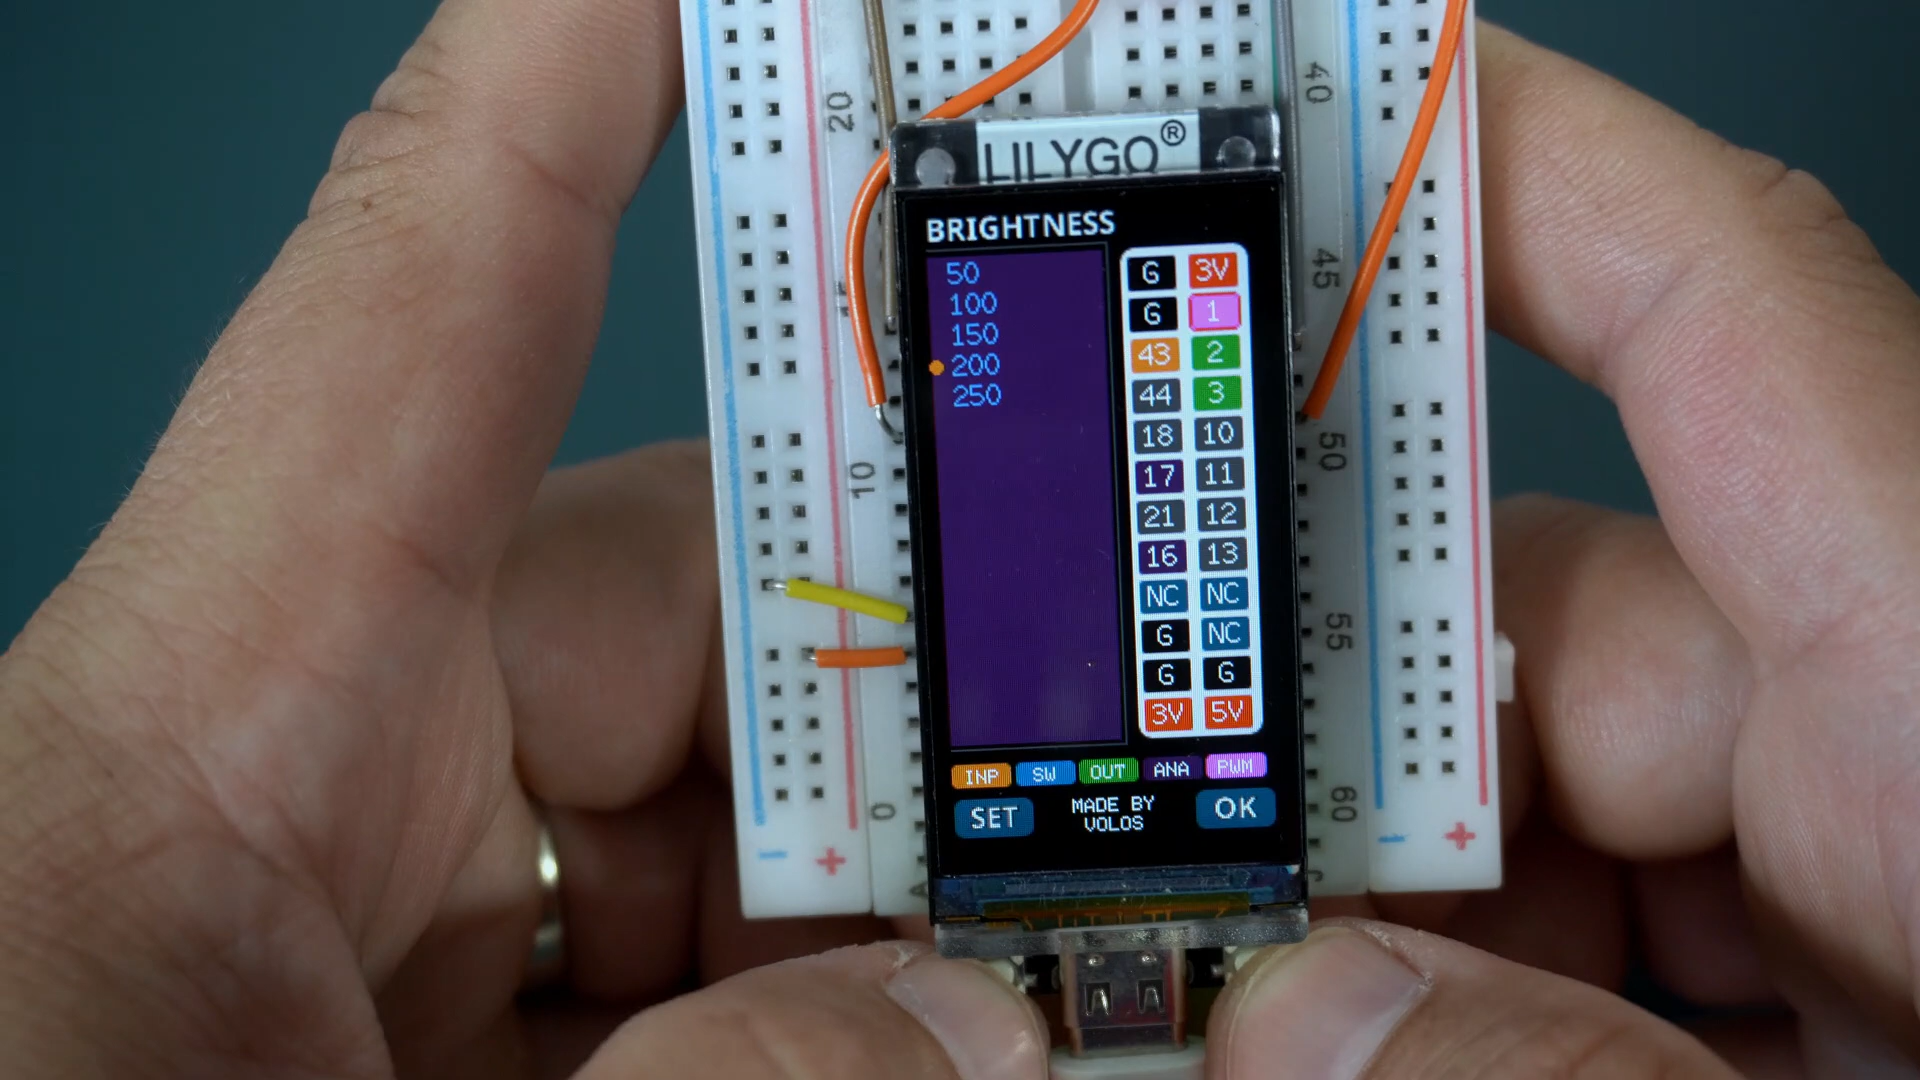 LILYGO®
BRIGHTNESS
50
100
150
200
250
G 3V
G 1
43 2
44 3
18 10
17 11
21 12
16 13
NC NC
G NC
G G
3V 5V
INP SW OUT ANA PWM
SET MADE BY VOLOS OK
20
10
0
40
45
50
55
60
+
+